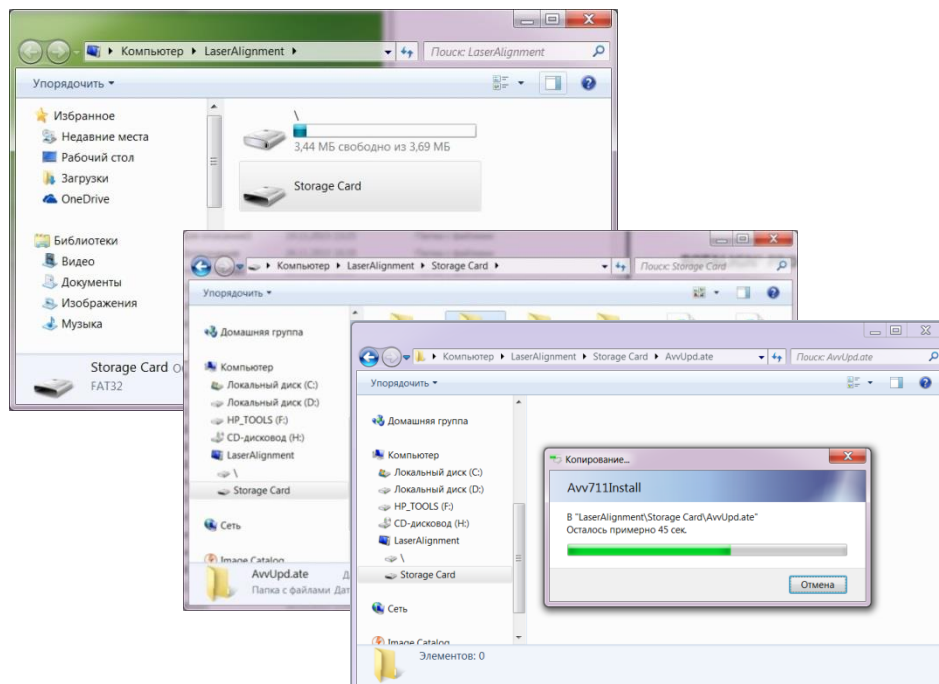 Компьютер LaserAlignment
Поиск: LaserAlignment
Упорядочить
Избранное
Недавние места
Рабочий стол
Загрузки
OneDrive
Библиотеки
Видео
Документы
Изображения
Музыка
\
3,44 МБ свободно из 3,69 МБ
Storage Card
Storage Card
FAT32
Компьютер LaserAlignment Storage Card
Поиск: Storage Card
Упорядочить
Домашняя группа
Компьютер
Локальный диск (C:)
Локальный диск (D:)
HP_TOOLS (F:)
CD-дисковод (H:)
LaserAlignment
\
Storage Card
Сеть
Image Catalog
AvvUpd.ate
Папка с файлами
Компьютер LaserAlignment Storage Card AvvUpd.ate
Поиск: AvvUpd.ate
Упорядочить
Домашняя группа
Компьютер
Локальный диск (C:)
Локальный диск (D:)
HP_TOOLS (F:)
CD-дисковод (H:)
LaserAlignment
\
Storage Card
Сеть
Image Catalog
Элементов: 0
Копирование...
Avv711Install
В "LaserAlignment\Storage Card\AvvUpd.ate"
Осталось примерно 45 сек.
Отмена